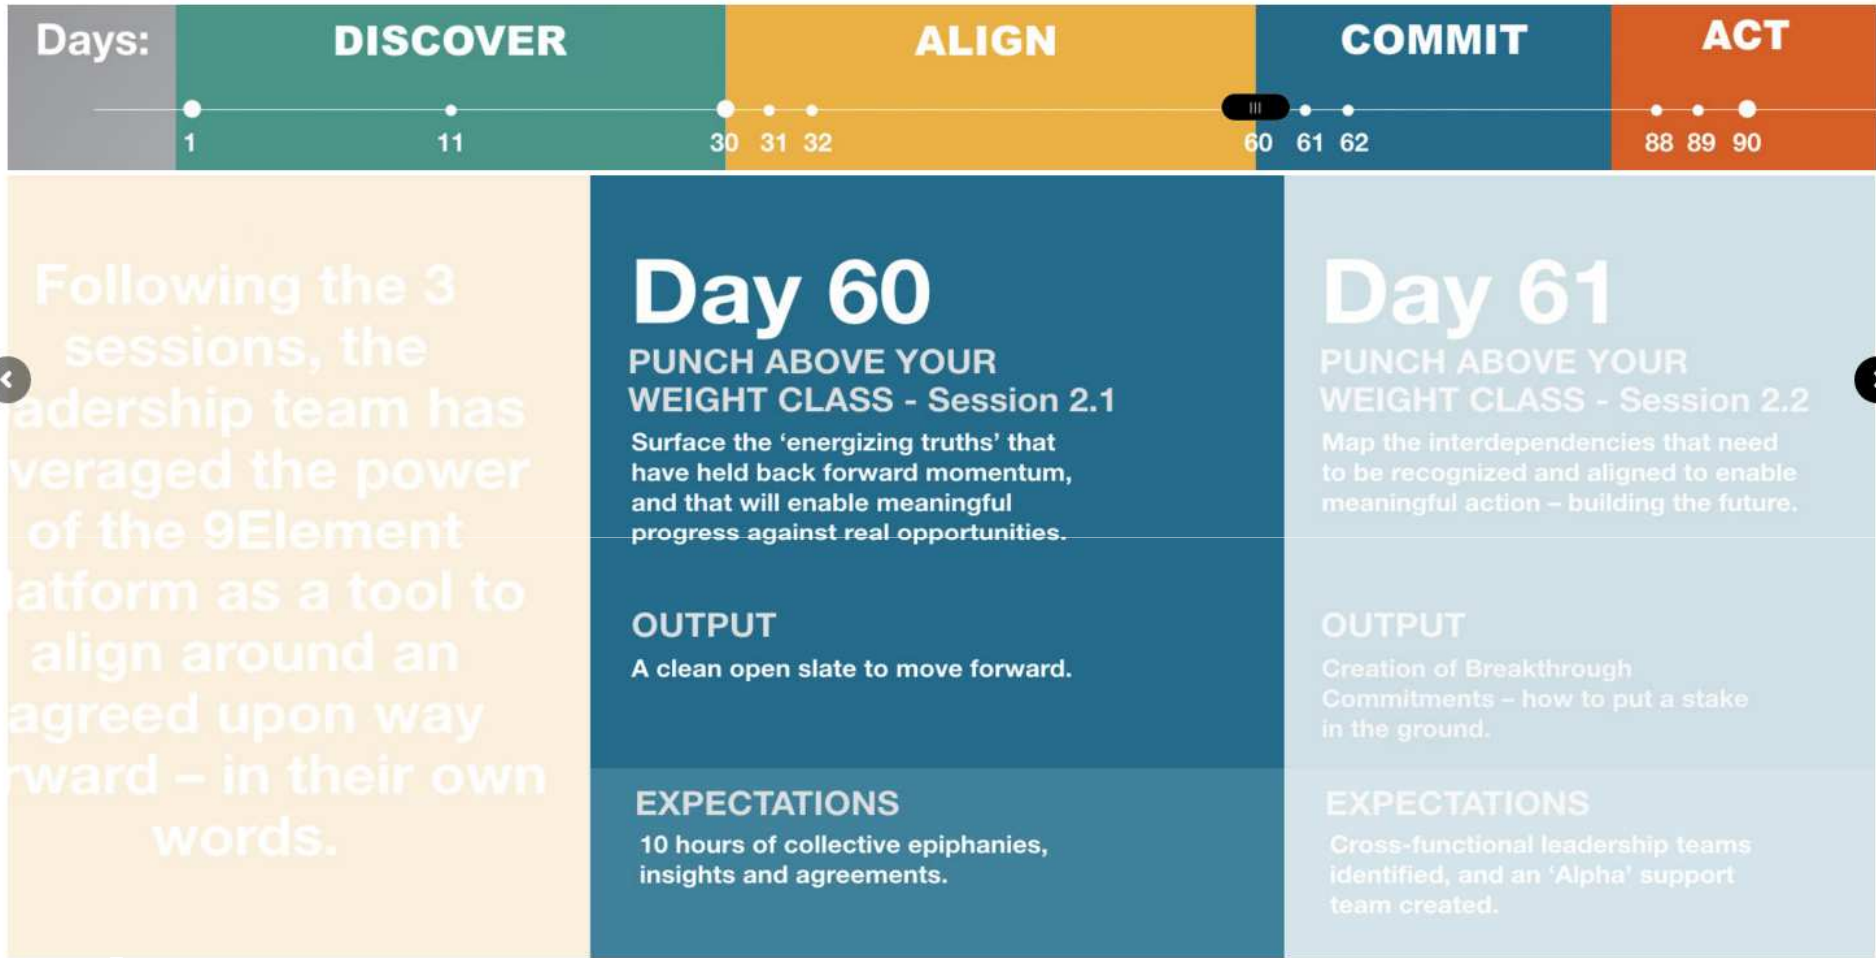 Days:
DISCOVER
ALIGN
COMMIT
ACT
1
11
30 31 32
60 61 62
88 89 90
Following the 3
sessions, the
adership team has
veraged the power
of the 9Element
latform as a tool to
align around an
agreed upon way
rward – in their own
words.
Day 60
PUNCH ABOVE YOUR
WEIGHT CLASS - Session 2.1
Surface the ‘energizing truths’ that
have held back forward momentum,
and that will enable meaningful
progress against real opportunities.
OUTPUT
A clean open slate to move forward.
EXPECTATIONS
10 hours of collective epiphanies,
insights and agreements.
Day 61
PUNCH ABOVE YOUR
WEIGHT CLASS - Session 2.2
Map the interdependencies that need
to be recognized and aligned to enable
meaningful action – building the future.
OUTPUT
Creation of Breakthrough
Commitments – how to put a stake
in the ground.
EXPECTATIONS
Cross-functional leadership teams
identified, and an ‘Alpha’ support
team created.